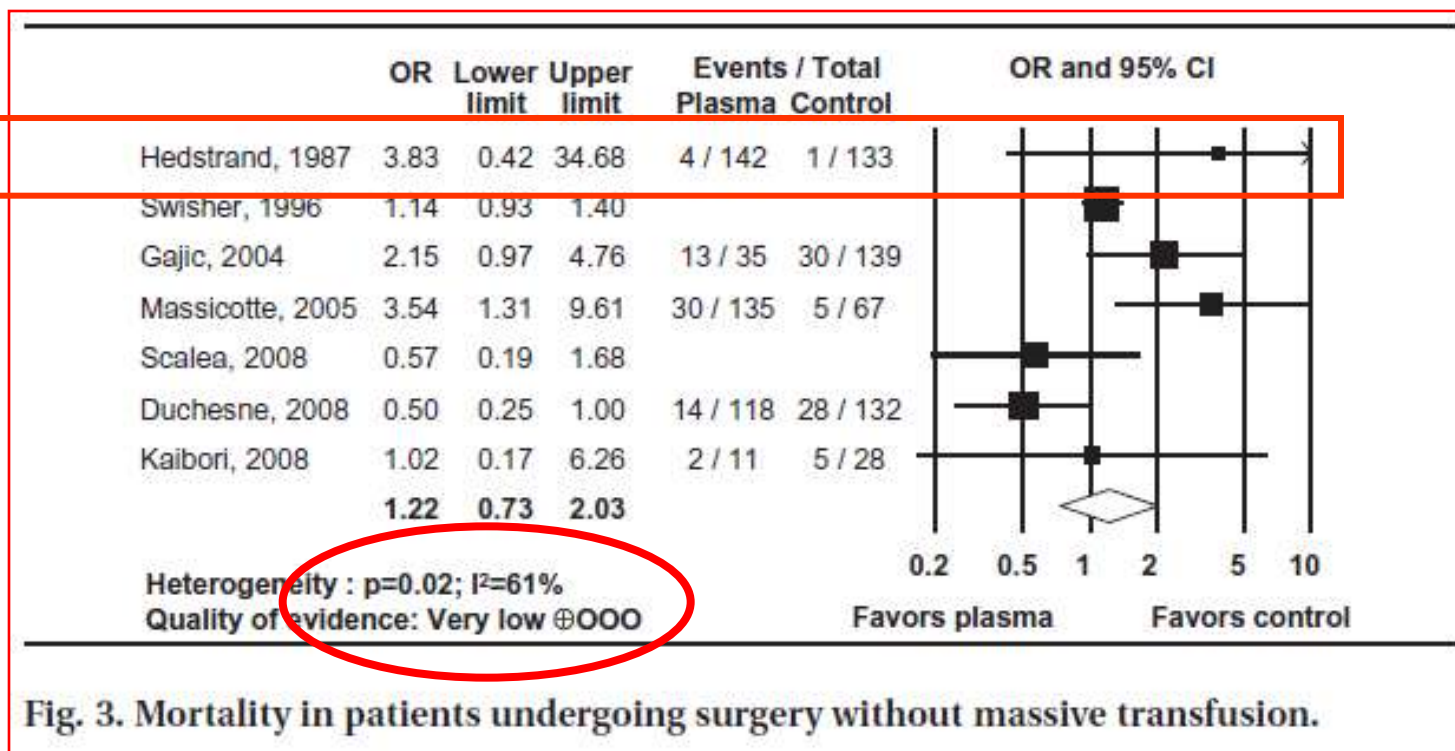 OR Lower Upper Events / Total OR and 95% CI
limit limit Plasma Control
Hedstrand, 1987 3.83 0.42 34.68 4 / 142 1 / 133
Swisher, 1996 1.14 0.93 1.40
Gajic, 2004 2.15 0.97 4.76 13 / 35 30 / 139
Massicotte, 2005 3.54 1.31 9.61 30 / 135 5 / 67
Scalea, 2008 0.57 0.19 1.68
Duchesne, 2008 0.50 0.25 1.00 14 / 118 28 / 132
Kaibori, 2008 1.02 0.17 6.26 2 / 11 5 / 28
1.22 0.73 2.03
0.2 0.5 1 2 5 10
Heterogeneity : p=0.02; I²=61%
Quality of evidence: Very low ⊕OOO Favors plasma Favors control
Fig. 3. Mortality in patients undergoing surgery without massive transfusion.